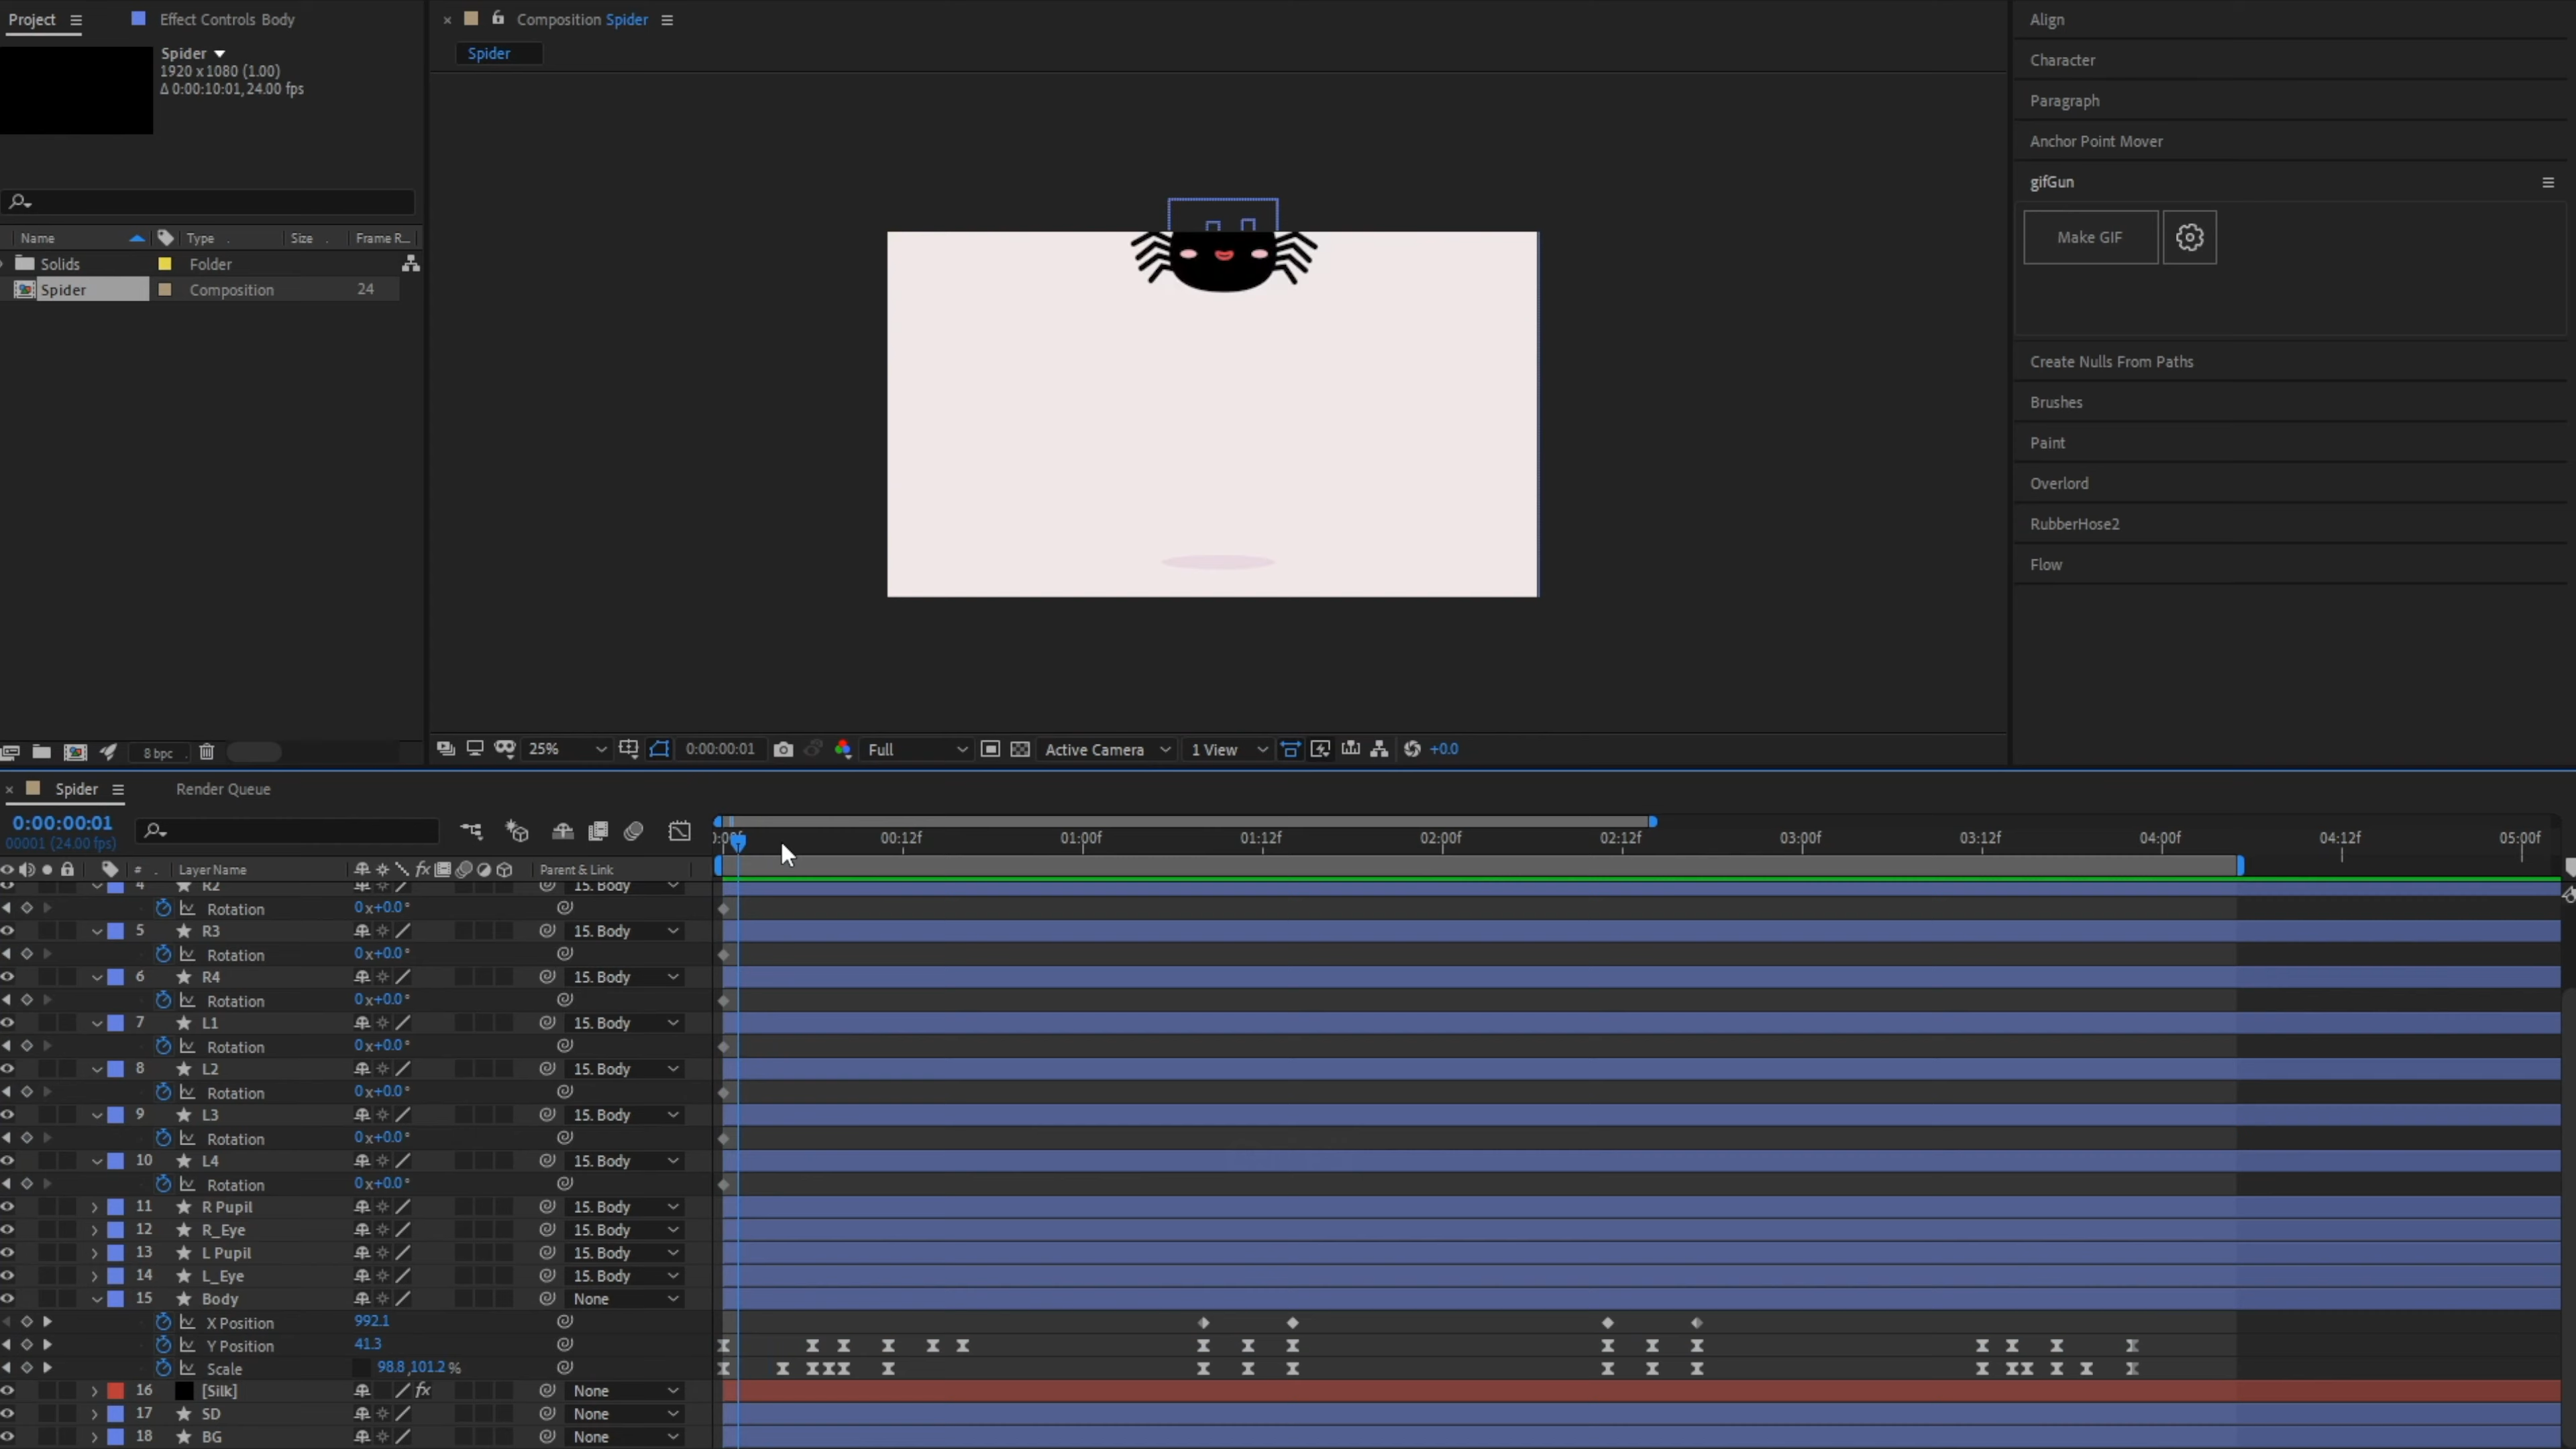 Project
Effect Controls Body
Spider
1920 x 1080 (1.00)
Δ 0:00:10:01, 24.00 fps
Name
Type
Size
Frame R...
Solids
Folder
Spider
Composition
24
8 bpc
Composition Spider
Spider
25%
0:00:00:01
Full
Active Camera
1 View
+0.0
Align
Character
Paragraph
Anchor Point Mover
gifGun
Make GIF
Create Nulls From Paths
Brushes
Paint
Overlord
RubberHose2
Flow
Spider
Render Queue
0:00:00:01
00001 (24.00 fps)
00:12f 01:00f 01:12f 02:00f 02:12f 03:00f 03:12f 04:00f 04:12f 05:00f
# Layer Name fx Parent & Link
4 R2 15. Body
Rotation 0x+0.0°
5 R3 15. Body
Rotation 0x+0.0°
6 R4 15. Body
Rotation 0x+0.0°
7 L1 15. Body
Rotation 0x+0.0°
8 L2 15. Body
Rotation 0x+0.0°
9 L3 15. Body
Rotation 0x+0.0°
10 L4 15. Body
Rotation 0x+0.0°
11 R Pupil 15. Body
12 R_Eye 15. Body
13 L Pupil 15. Body
14 L_Eye 15. Body
15 Body None
X Position 992.1
Y Position 41.3
Scale 98.8,101.2%
16 [Silk] fx None
17 SD None
18 BG None